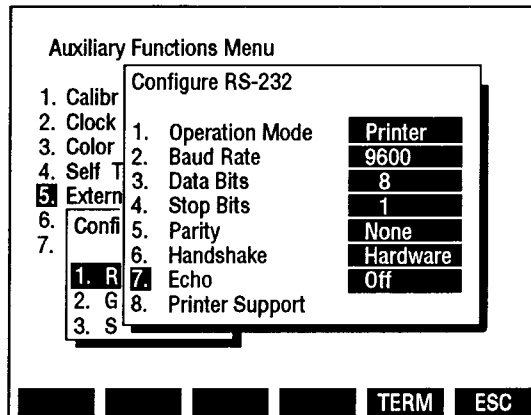 Auxiliary Functions Menu
1. Calibr
2. Clock
3. Color
4. Self T
5. Extern
6.
7.
Confi
1. R
2. G
3. S
Configure RS-232
1. Operation Mode Printer
2. Baud Rate 9600
3. Data Bits 8
4. Stop Bits 1
5. Parity None
6. Handshake Hardware
7. Echo Off
8. Printer Support
TERM ESC